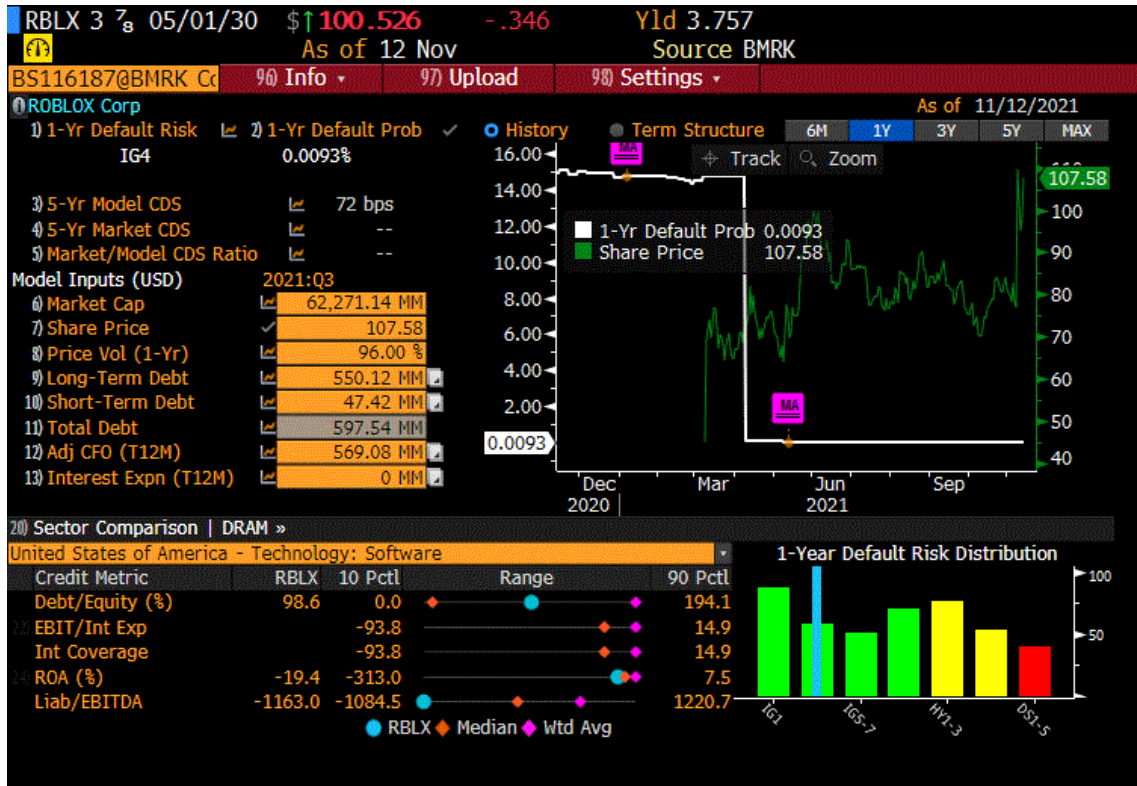 RBLX 3 ⅞ 05/01/30 $↑100.526 -.346 Yld 3.757
As of 12 Nov Source BMRK
BS116187@BMRK Co 96) Info 97) Upload 98) Settings
ROBLOX Corp As of 11/12/2021
1) 1-Yr Default Risk 2) 1-Yr Default Prob History Term Structure 6M 1Y 3Y 5Y MAX
IG4 0.0093%
Track Zoom
3) 5-Yr Model CDS 72 bps
4) 5-Yr Market CDS --
5) Market/Model CDS Ratio --
Model Inputs (USD) 2021:Q3
6) Market Cap 62,271.14 MM
7) Share Price 107.58
8) Price Vol (1-Yr) 96.00 %
9) Long-Term Debt 550.12 MM
10) Short-Term Debt 47.42 MM
11) Total Debt 597.54 MM
12) Adj CFO (T12M) 569.08 MM
13) Interest Expn (T12M) 0 MM
16.00
14.00
12.00
10.00
8.00
6.00
4.00
2.00
0.0093
MA
1-Yr Default Prob 0.0093
Share Price 107.58
MA
107.58
100
90
80
70
60
50
40
Dec Mar Jun Sep
2020 2021
20) Sector Comparison | DRAM »
United States of America - Technology: Software
Credit Metric RBLX 10 Pctl Range 90 Pctl
Debt/Equity (%) 98.6 0.0 194.1
22) EBIT/Int Exp -93.8 14.9
Int Coverage -93.8 14.9
24) ROA (%) -19.4 -313.0 7.5
Liab/EBITDA -1163.0 -1084.5 1220.7
RBLX Median Wtd Avg
1-Year Default Risk Distribution
100
50
IG1 IG5-7 HY1-3 DS1-5